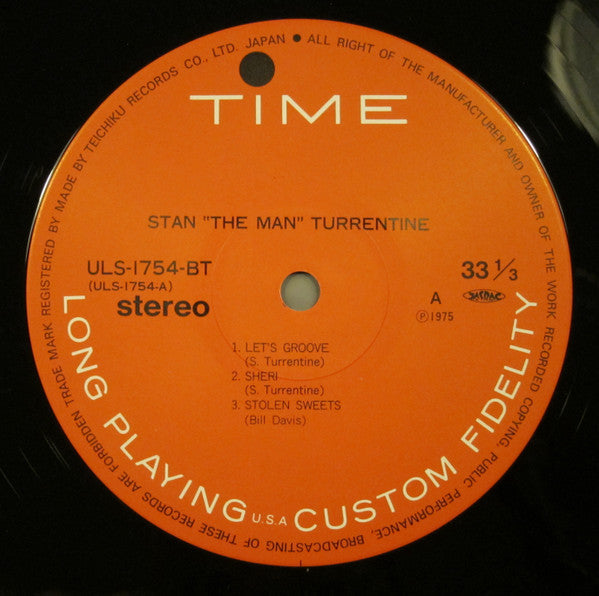 TIME
STAN "THE MAN" TURRENTINE
ULS-1754-BT
(ULS-1754-A)
stereo
33 1/3
A
JASRAC
Ⓟ1975
1. LET'S GROOVE
(S. Turrentine)
2. SHERI
(S. Turrentine)
3. STOLEN SWEETS
(Bill Davis)
LONG PLAYING U.S.A CUSTOM FIDELITY
TRADE MARK REGISTERED BY MADE BY TEICHIKU RECORDS CO., LTD. JAPAN ● ALL RIGHT OF THE MANUFACTURER AND OWNER OF THE WORK RECORDED COPYING, PUBLIC PERFORMANCE, BROADCASTING OF THESE RECORDS ARE FORBIDDEN